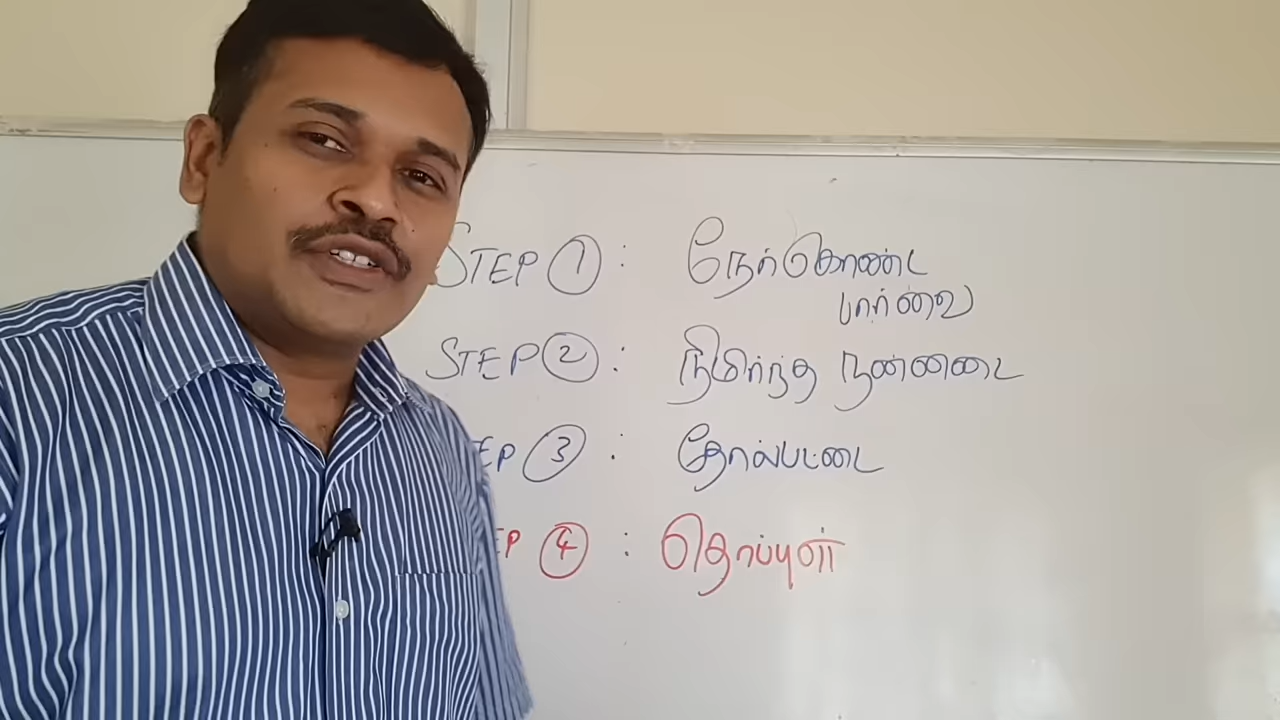 STEP 1 : நேர்கொண்ட
பார்வை
STEP 2 : நிமிர்ந்த நன்னடை
EP 3 : தோல்பட்டை
EP 4 : தொப்புள்